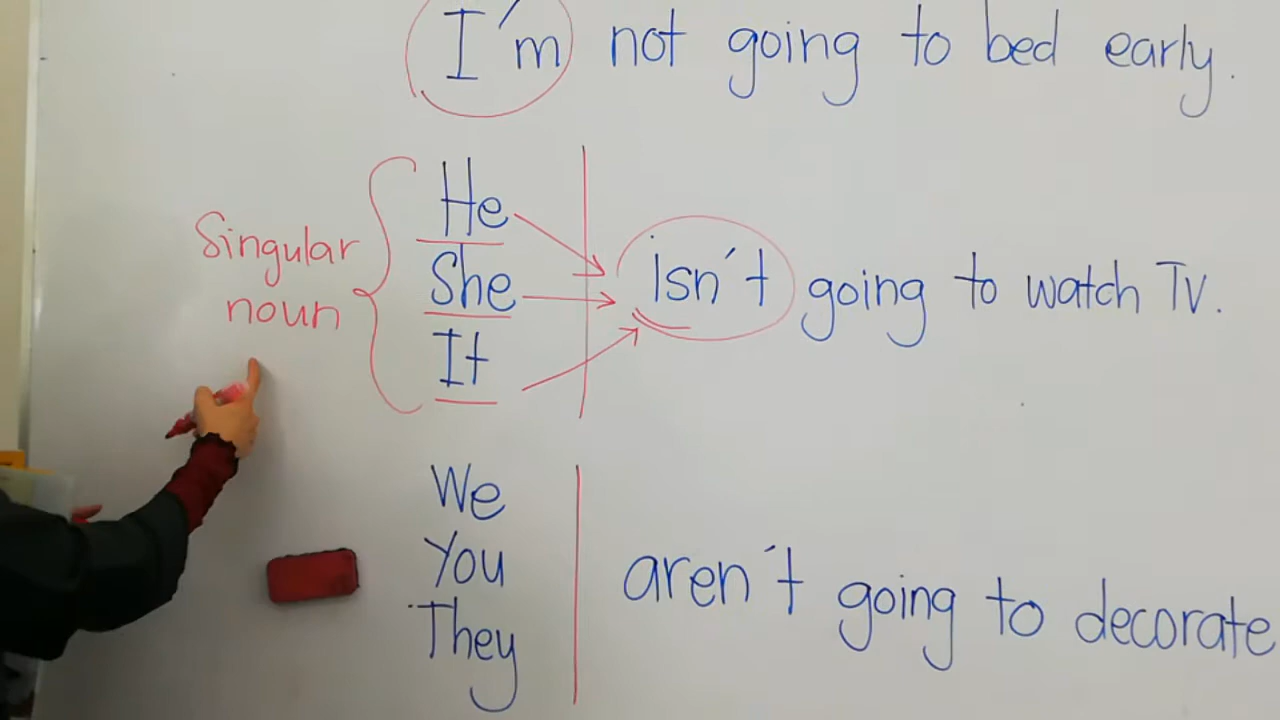 I'm not going to bed early.
He
She
It
Singular
noun
isn't going to watch Tv.
We
You
They
aren't going to decorate